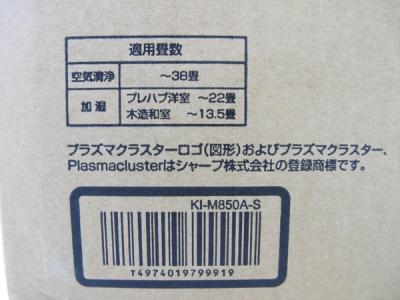 適用畳数
空気清浄 ～38畳
加湿 プレハブ洋室 ～22畳
木造和室 ～13.5畳
プラズマクラスターロゴ（図形）およびプラズマクラスター、
Plasmaclusterはシャープ株式会社の登録商標です。
KI-M850A-S
T4974019799919